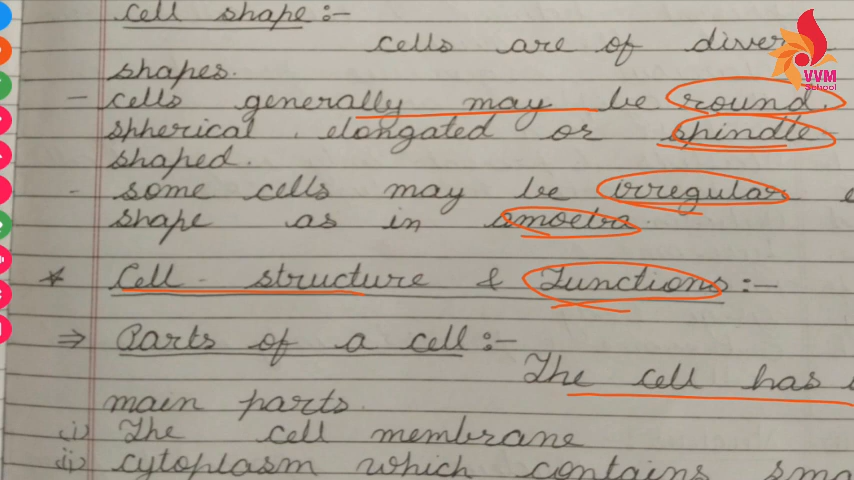 cell shape :-
cells are of diver
shapes.
- cells generally may be round.
spherical. elongated or spindle
shaped.
- some cells may be irregular
shape as in amoeba.
* Cell structure & Functions :-
⇒ Parts of a cell :-
The cell has
main parts.
(i) The cell membrane
(ii) cytoplasm which contains sma
VVM
School